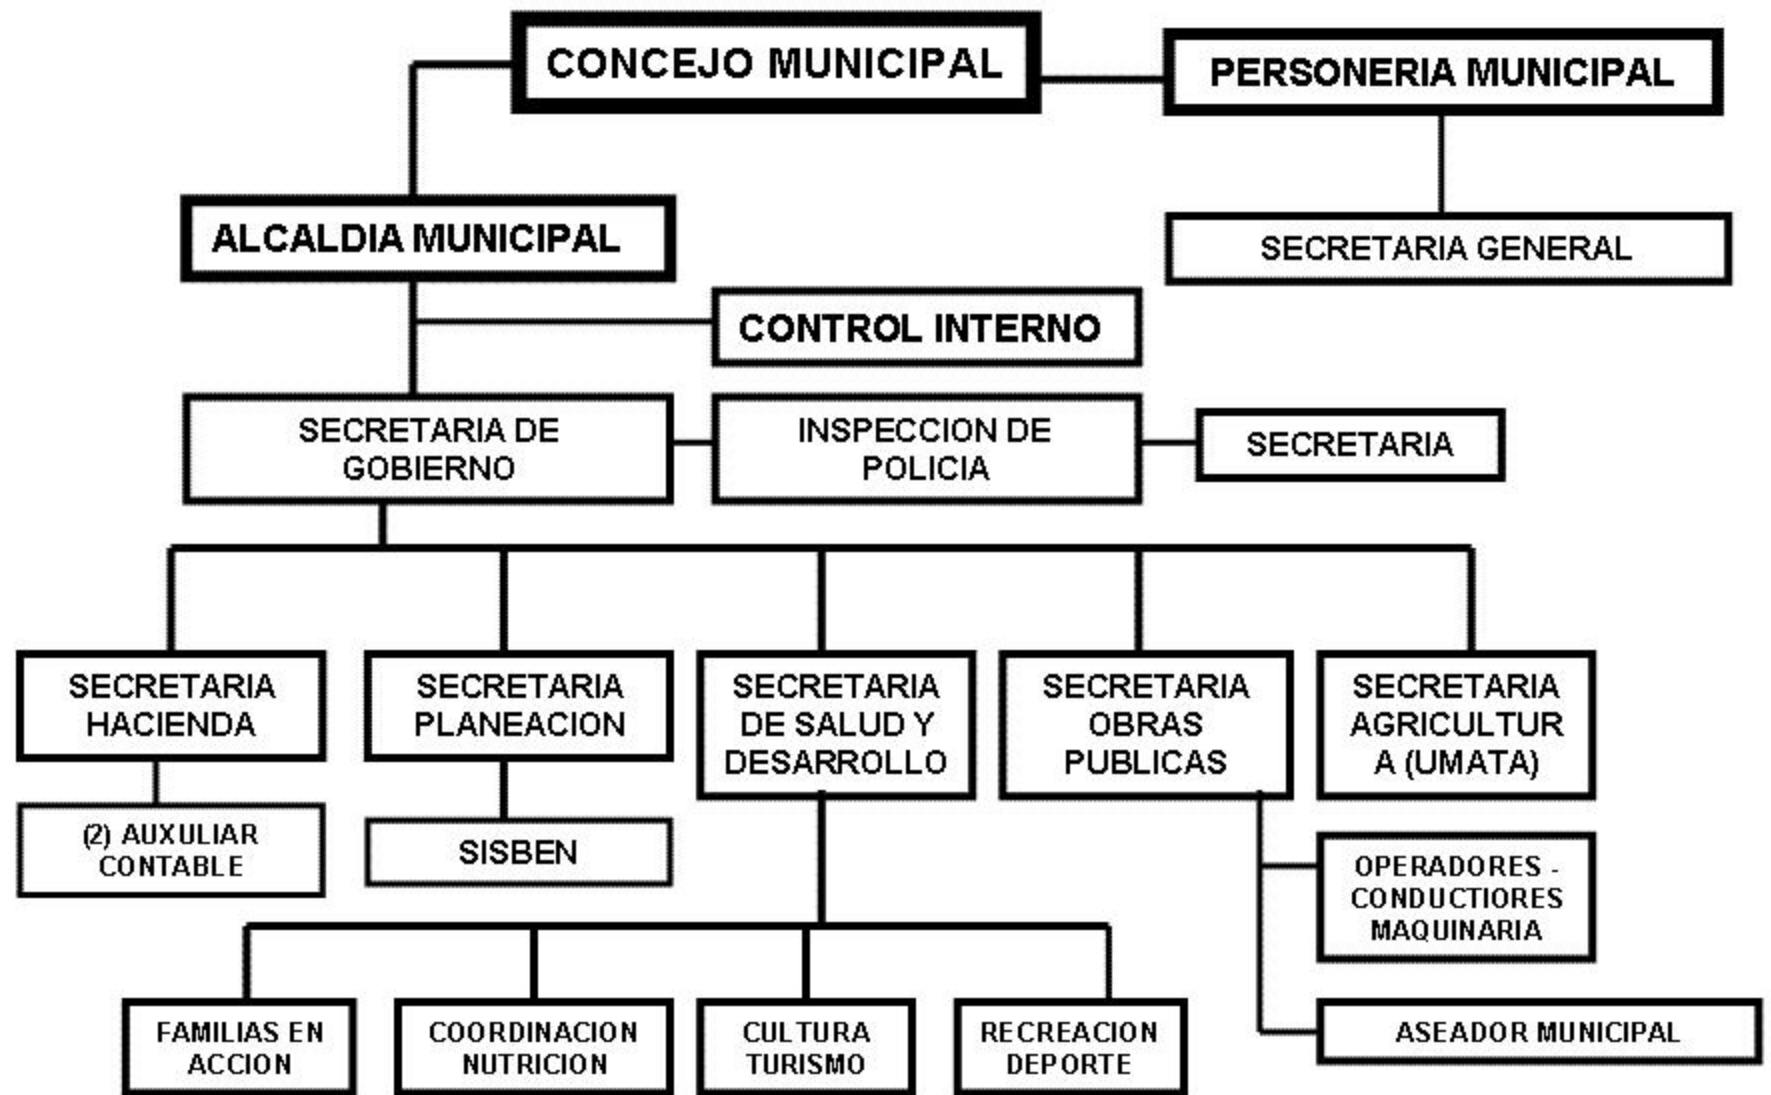 CONCEJO MUNICIPAL
PERSONERIA MUNICIPAL
ALCALDIA MUNICIPAL
SECRETARIA GENERAL
CONTROL INTERNO
SECRETARIA DE
GOBIERNO
INSPECCION DE
POLICIA
SECRETARIA
SECRETARIA
HACIENDA
SECRETARIA
PLANEACION
SECRETARIA
DE SALUD Y
DESARROLLO
SECRETARIA
OBRAS
PUBLICAS
SECRETARIA
AGRICULTUR
A (UMATA)
(2) AUXULIAR
CONTABLE
SISBEN
OPERADORES -
CONDUCTIORES
MAQUINARIA
FAMILIAS EN
ACCION
COORDINACION
NUTRICION
CULTURA
TURISMO
RECREACION
DEPORTE
ASEADOR MUNICIPAL